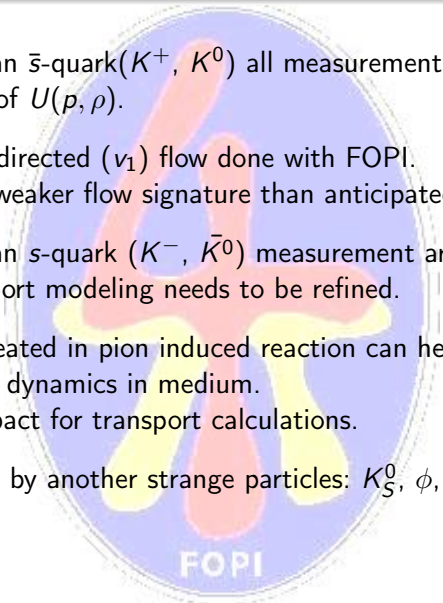 an s̄-quark(K⁺, K⁰) all measurement
of U(p, ρ).
directed (v₁) flow done with FOPI.
weaker flow signature than anticipated
an s-quark (K⁻, K̄⁰) measurement ar
ort modeling needs to be refined.
eated in pion induced reaction can he
dynamics in medium.
pact for transport calculations.
by another strange particles: K⁰_S, ϕ,
FOPI